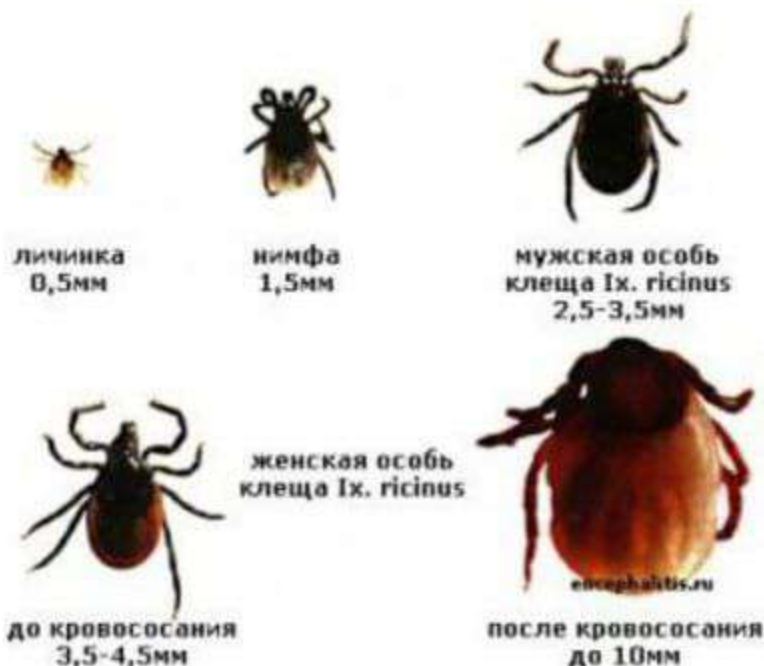 личинка
0,5мм
нимфа
1,5мм
мужская особь
клеща Ix. ricinus
2,5-3,5мм
женская особь
клеща Ix. ricinus
encephalitis.ru
до кровососания
3,5-4,5мм
после кровососания
до 10мм